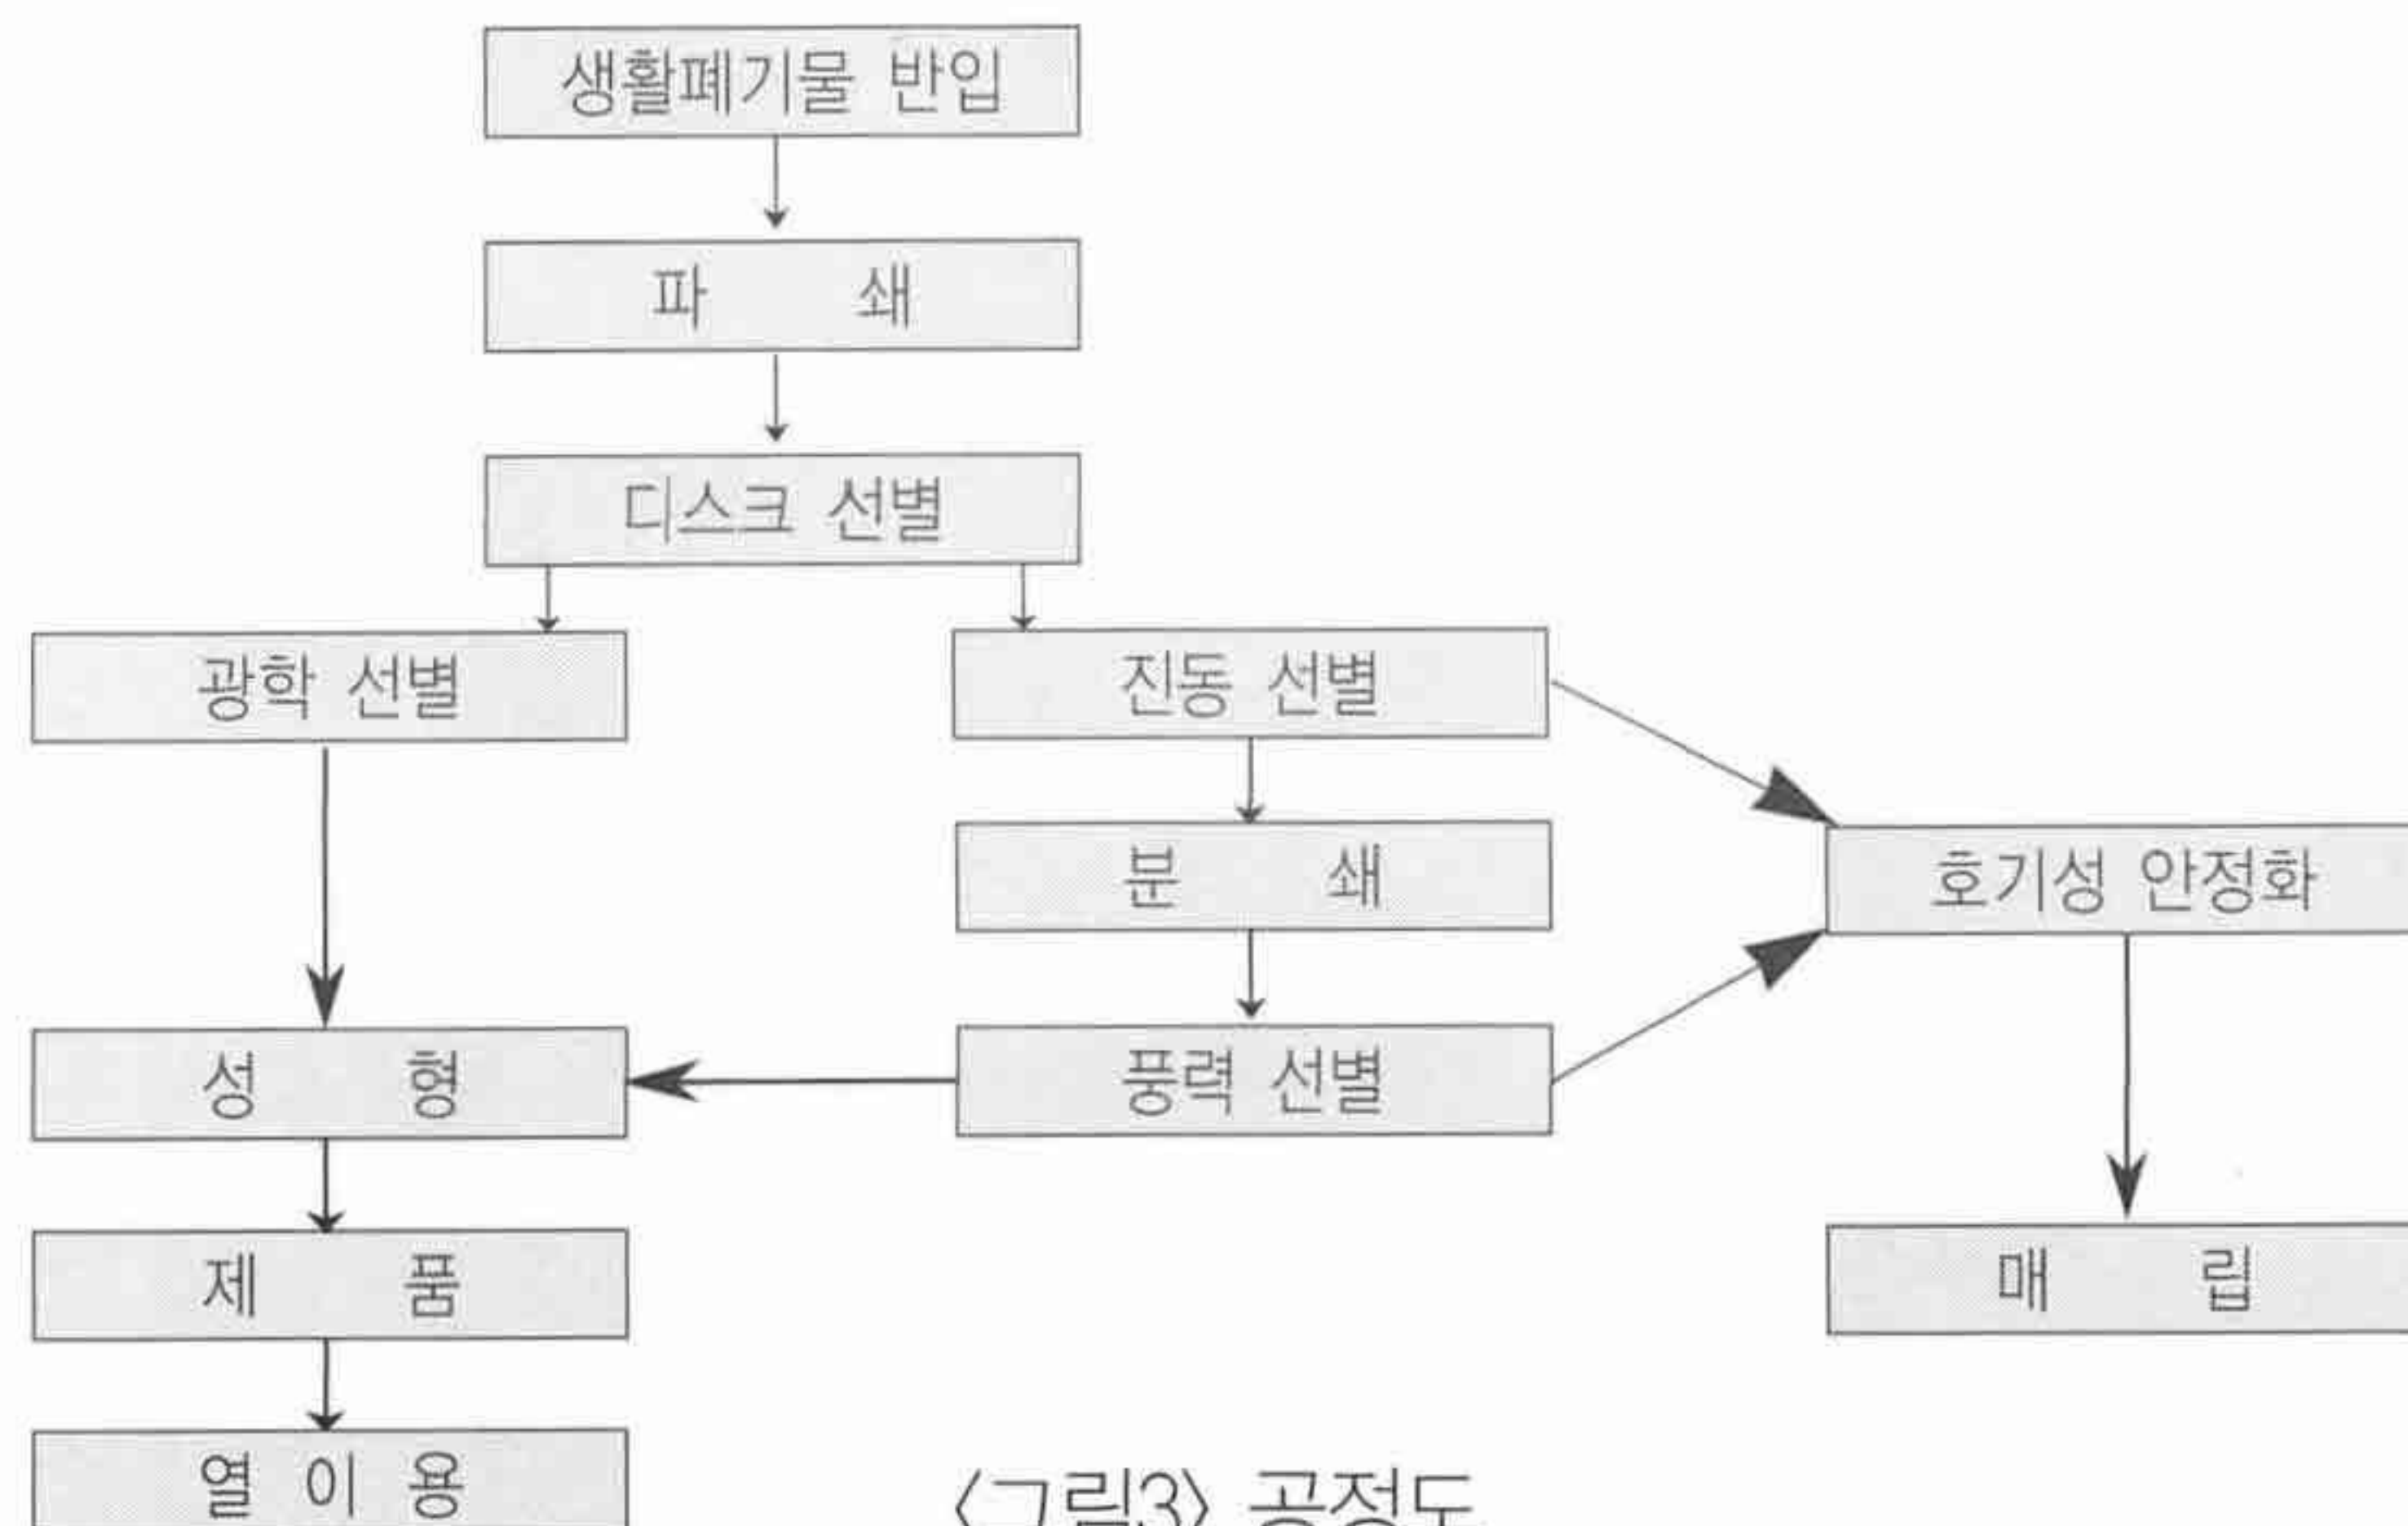 생활폐기물 반입
파 쇄
디스크 선별
광학 선별
진동 선별
분 쇄
호기성 안정화
성 형
풍력 선별
제 품
매 립
열 이 용
<그림3> 공정도